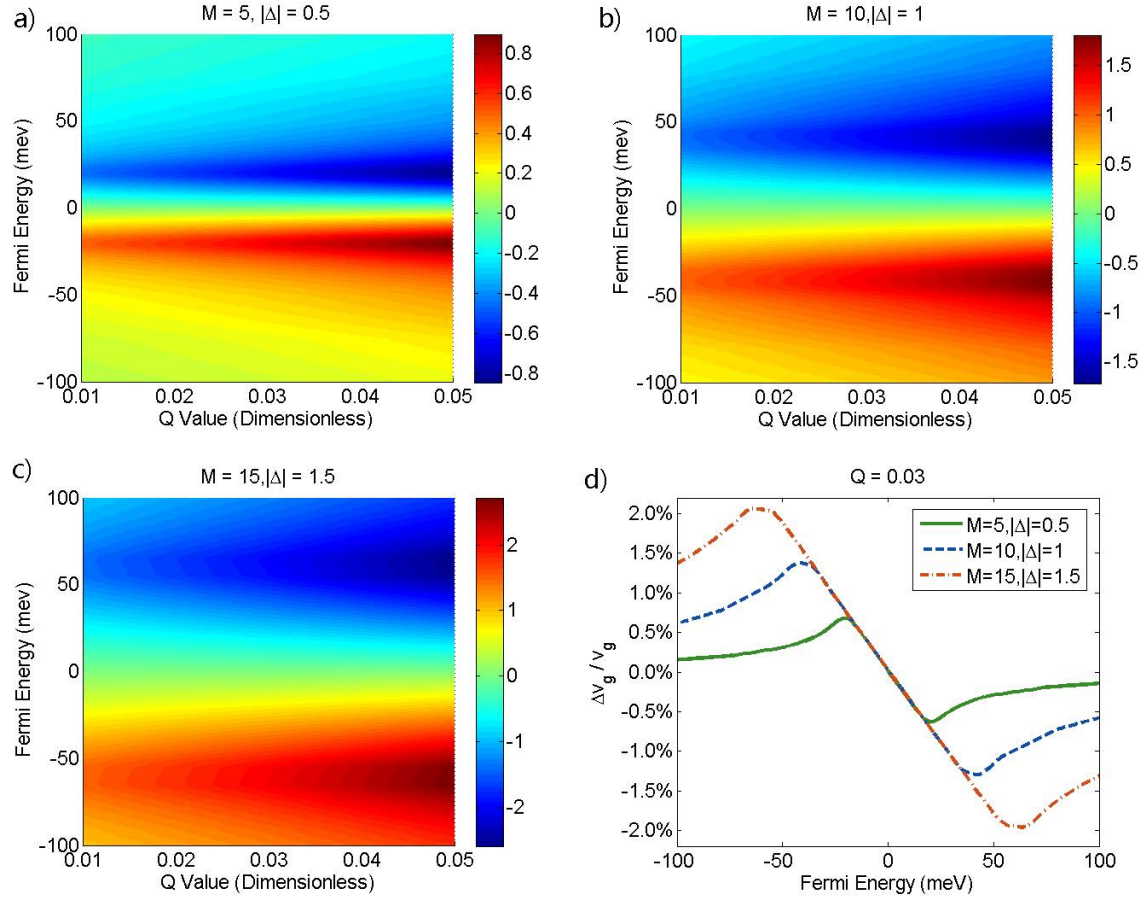 a)
M = 5, |Δ| = 0.5
Fermi Energy (mev)
100
50
0
-50
-100
0.01 0.02 0.03 0.04 0.05
Q Value (Dimensionless)
0.8
0.6
0.4
0.2
0
-0.2
-0.4
-0.6
-0.8
b)
M = 10,|Δ| = 1
Fermi Energy (meV)
100
50
0
-50
-100
0.01 0.02 0.03 0.04 0.05
Q Value (Dimensionless)
1.5
1
0.5
0
-0.5
-1
-1.5
c)
M = 15,|Δ| = 1.5
Fermi Energy (mev)
100
50
0
-50
-100
0.01 0.02 0.03 0.04 0.05
Q Value (Dimensionless)
2
1
0
-1
-2
d)
Q = 0.03
Δv_g / v_g
2.0%
1.5%
1.0%
0.5%
0.0%
-0.5%
-1.0%
-1.5%
-2.0%
M=5,|Δ|=0.5
M=10,|Δ|=1
M=15,|Δ|=1.5
-100 -50 0 50 100
Fermi Energy (meV)